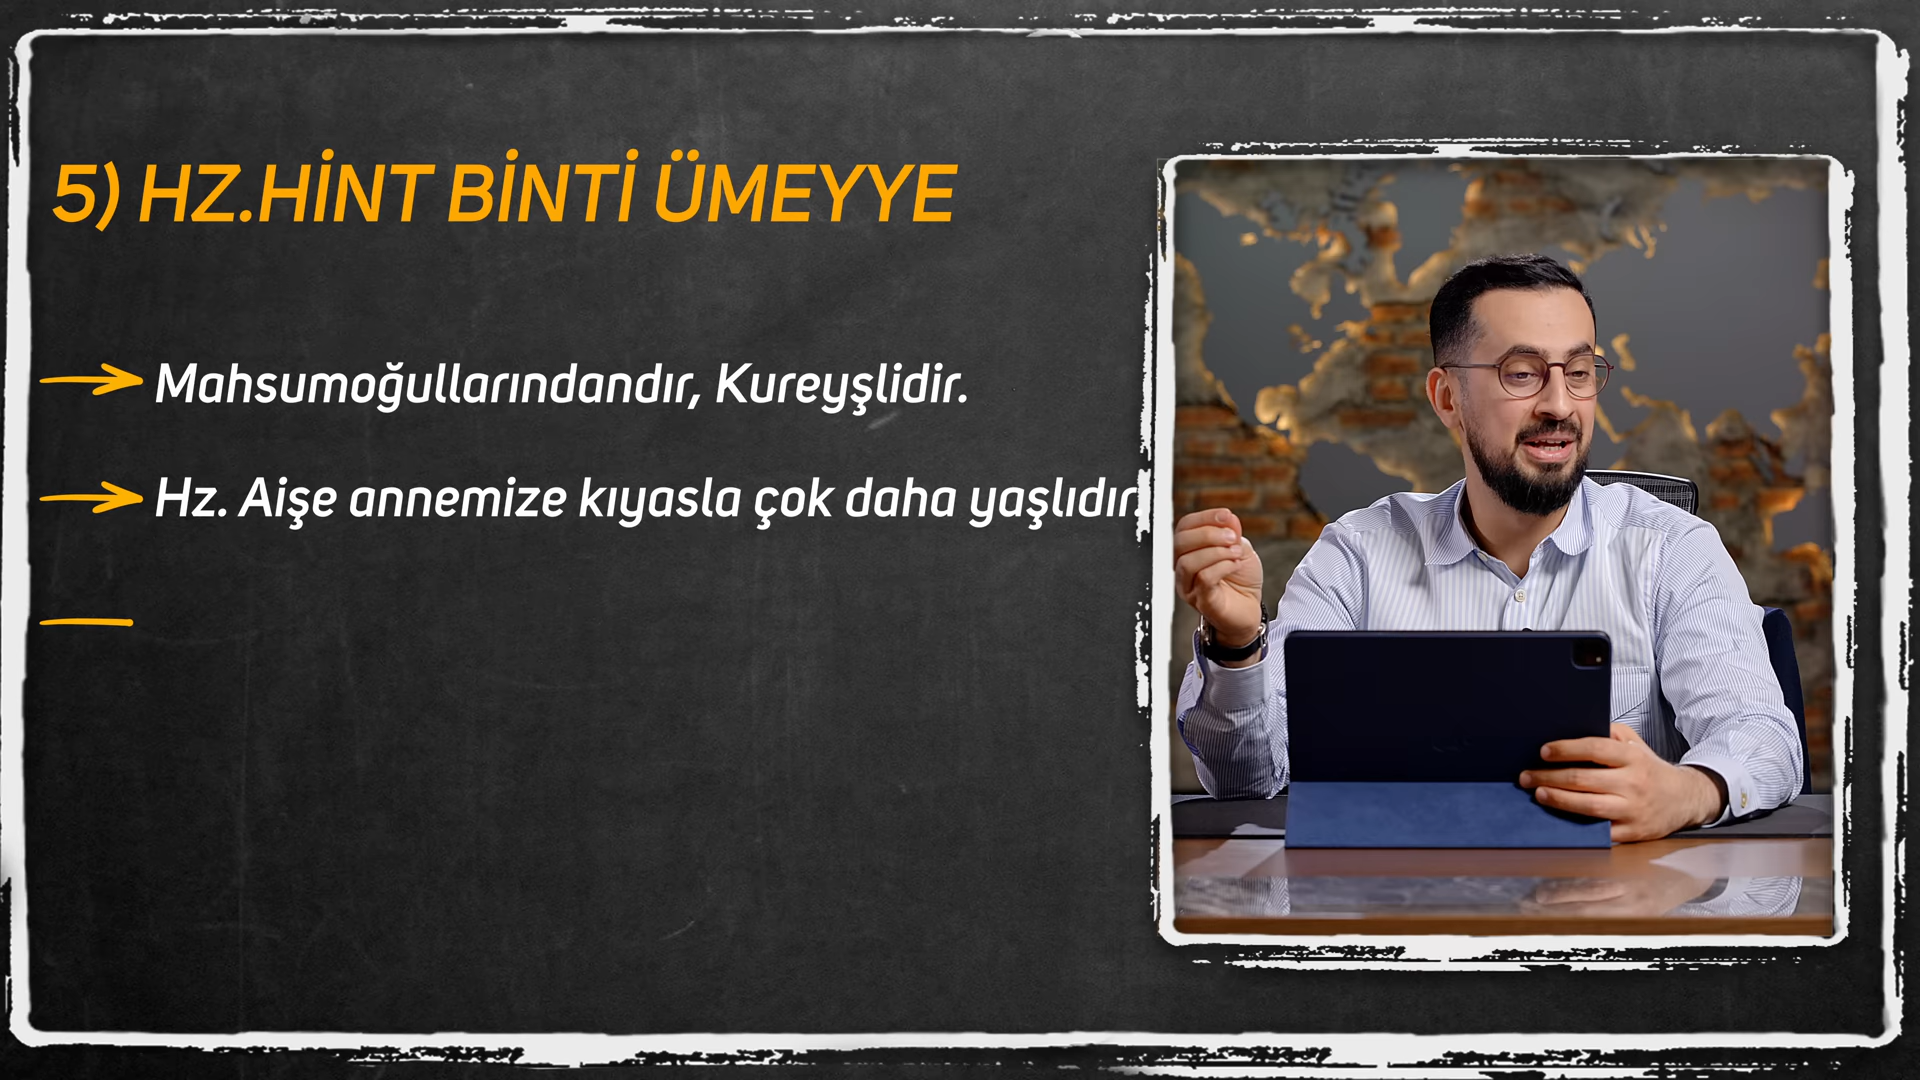 5) HZ.HİNT BİNTİ ÜMEYYE
Mahsumoğullarındandır, Kureyşlidir.
Hz. Aişe annemize kıyasla çok daha yaşlıdır.